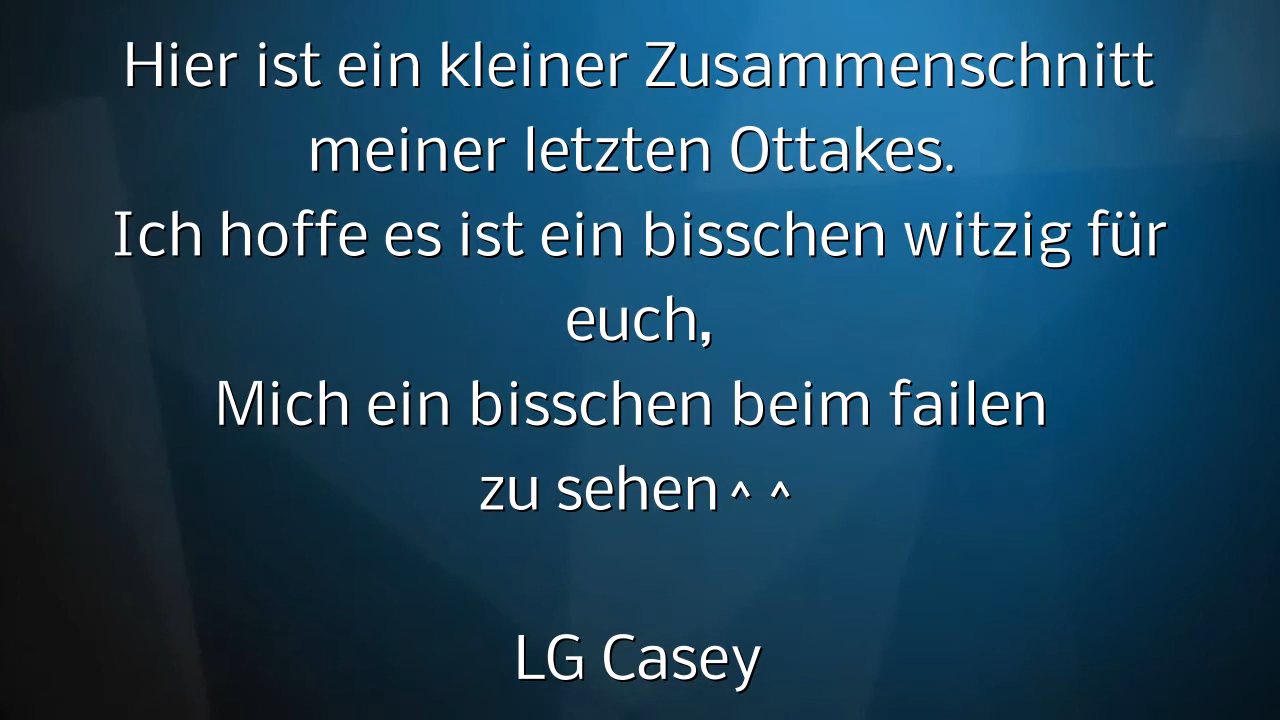 Hier ist ein kleiner Zusammenschnitt
meiner letzten Ottakes.
Ich hoffe es ist ein bisschen witzig für
euch,
Mich ein bisschen beim failen
zu sehen^ ^
LG Casey